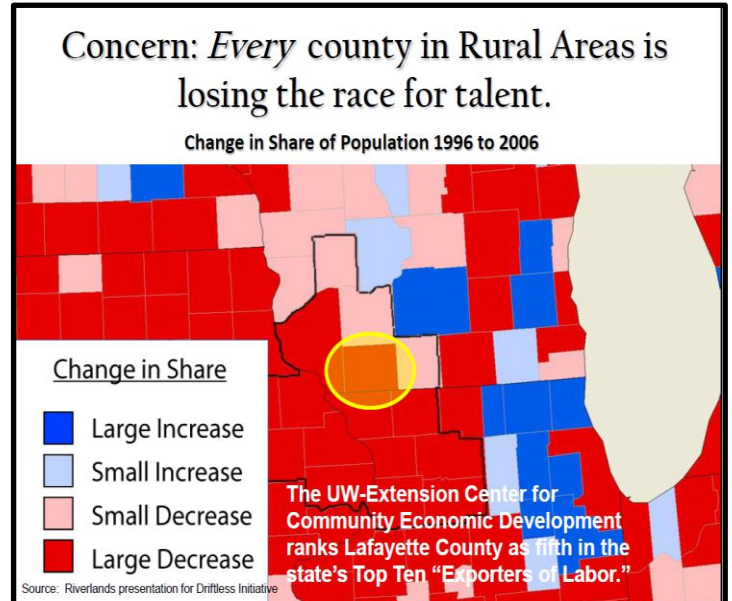 Concern: Every county in Rural Areas is
losing the race for talent.
Change in Share of Population 1996 to 2006
Change in Share
Large Increase
Small Increase
Small Decrease
Large Decrease
The UW-Extension Center for
Community Economic Development
ranks Lafayette County as fifth in the
state's Top Ten “Exporters of Labor.”
Source: Riverlands presentation for Driftless Initiative